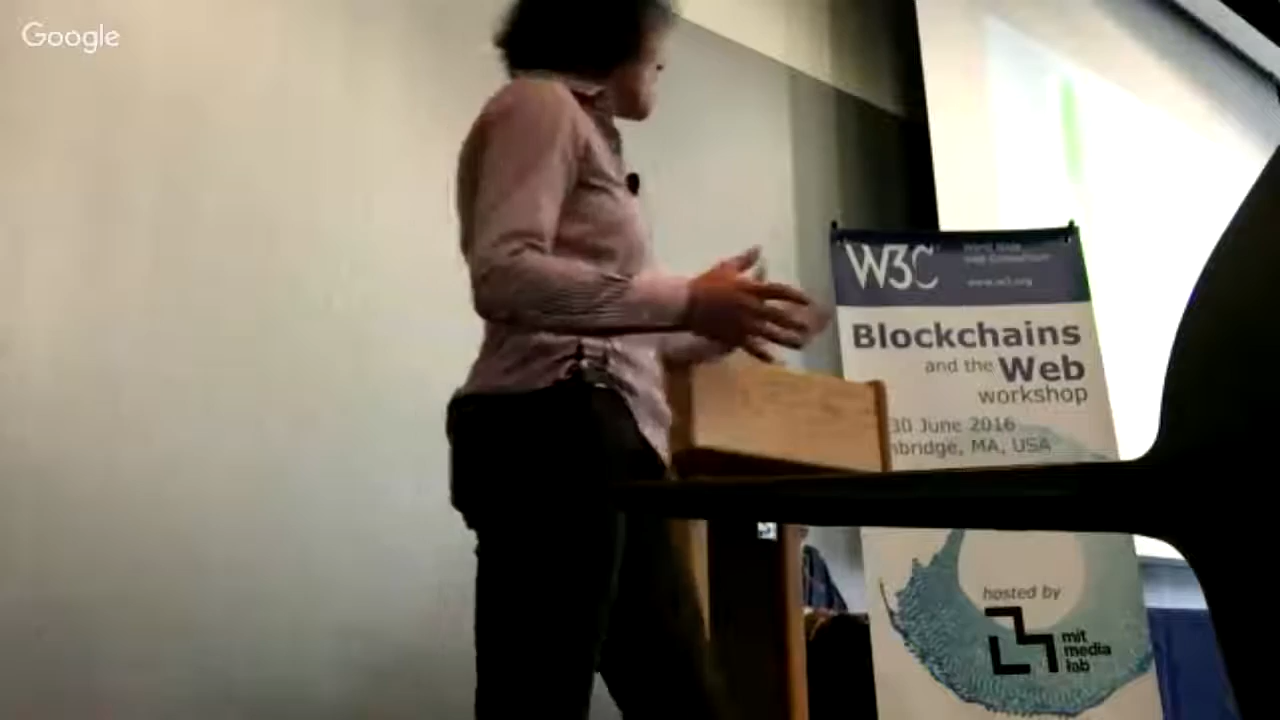 Google
W3C
World Wide
Web Consortium
www.w3.org
Blockchains
and the Web
workshop
30 June 2016
nbridge, MA, USA
hosted by
mit
media
lab